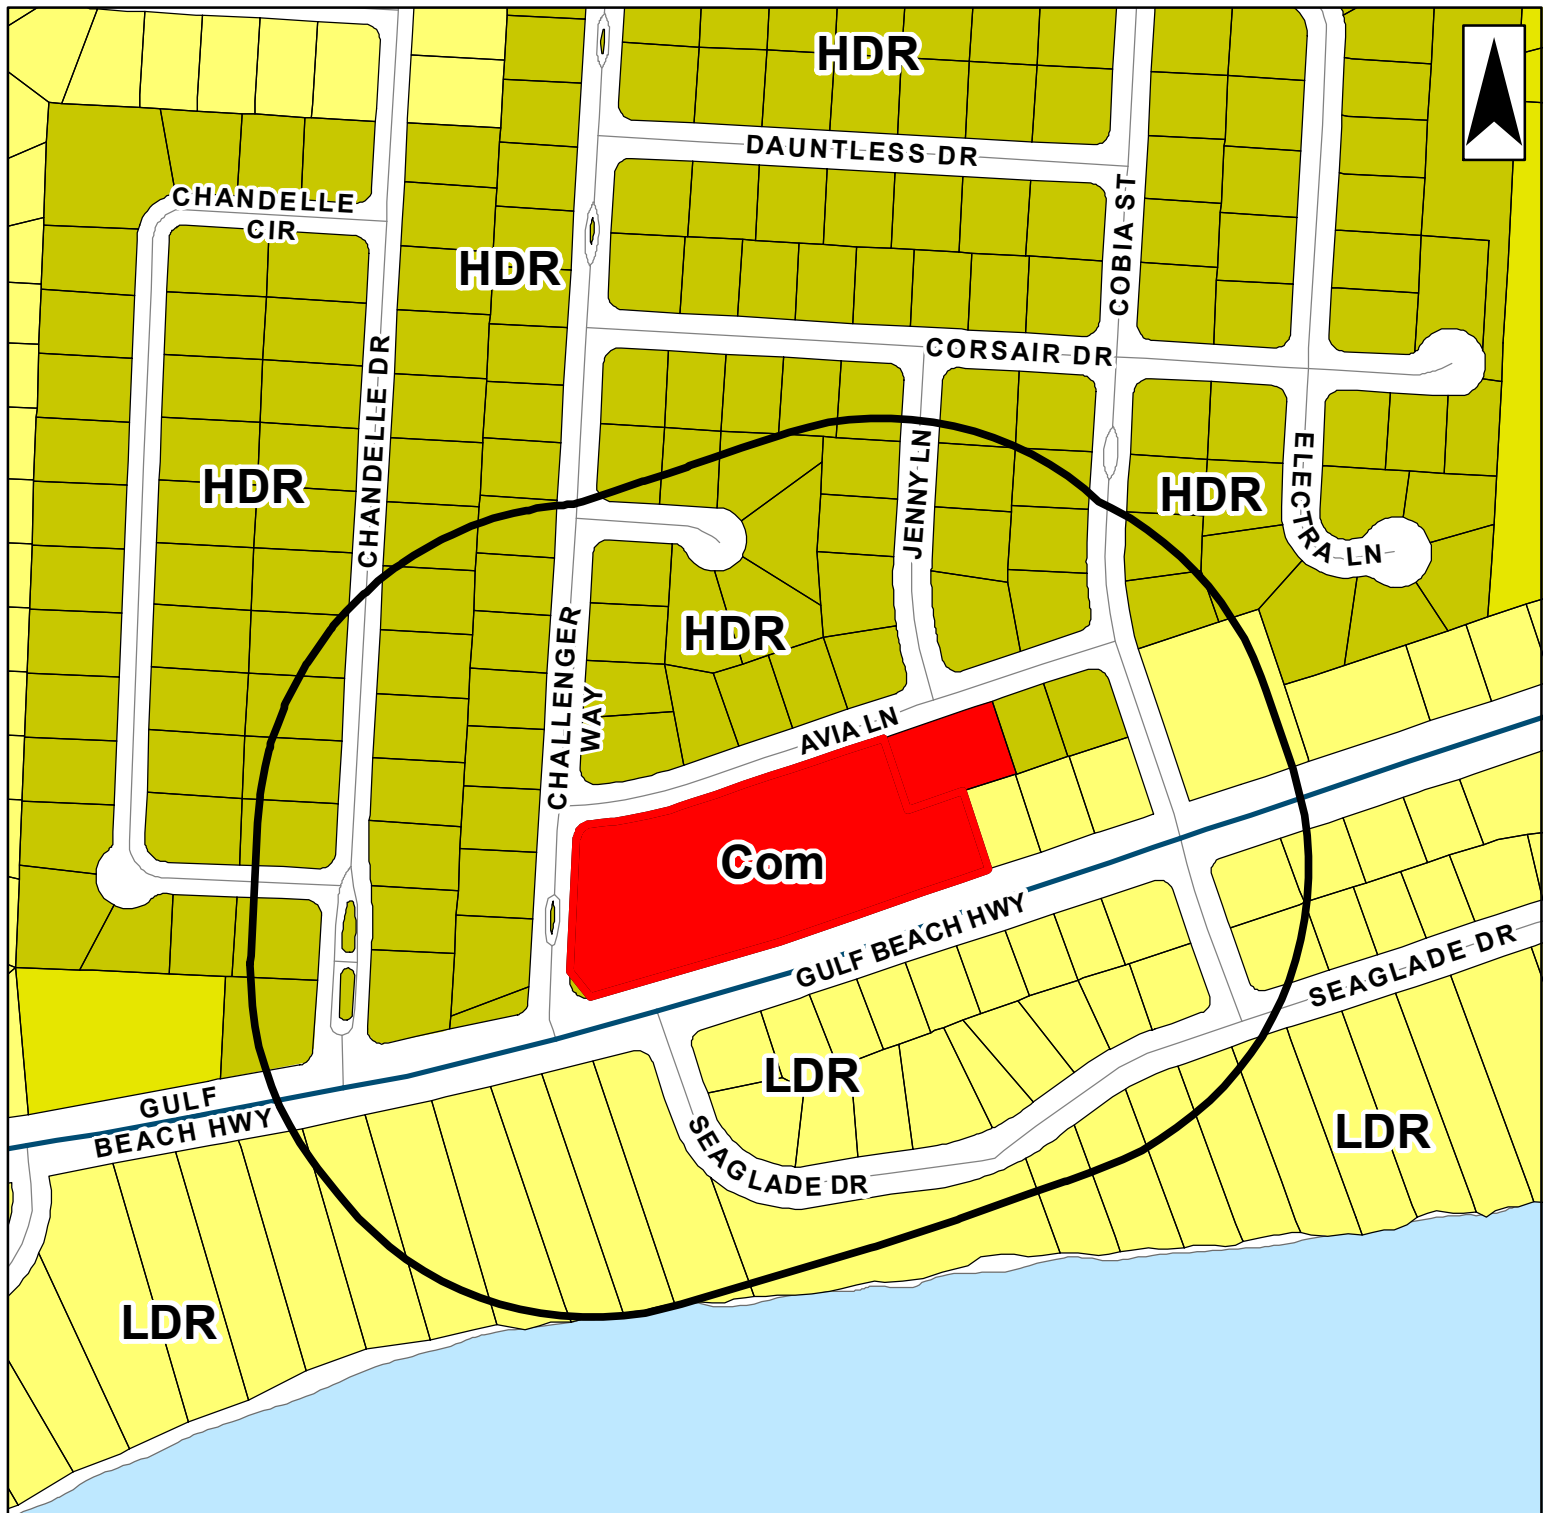 HDR
DAUNTLESS DR
CHANDELLE
CIR
COBIA ST
HDR
CORSAIR DR
CHANDELLE DR
HDR
JENNY LN
HDR
ELECTRA LN
HDR
CHALLENGER
WAY
AVIA LN
Com
GULF BEACH HWY
SEAGLADE DR
LDR
GULF
BEACH HWY
SEAGLADE DR
LDR
LDR